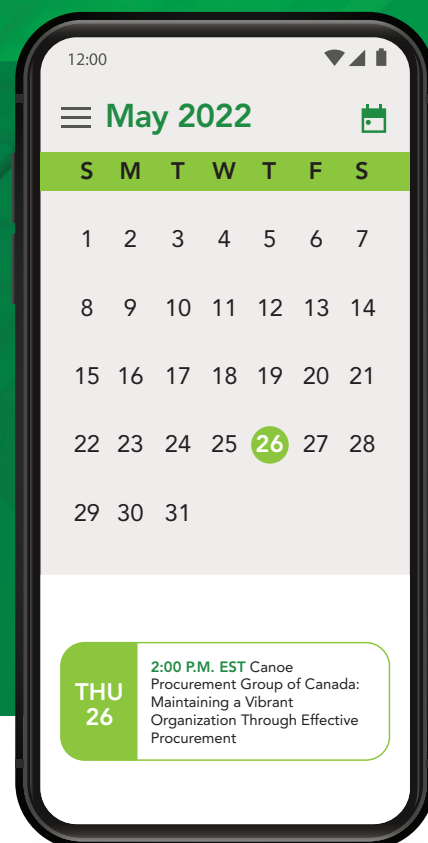 12:00
May 2022
S M T W T F S
1 2 3 4 5 6 7
8 9 10 11 12 13 14
15 16 17 18 19 20 21
22 23 24 25 26 27 28
29 30 31
THU
26
2:00 P.M. EST Canoe
Procurement Group of Canada:
Maintaining a Vibrant
Organization Through Effective
Procurement